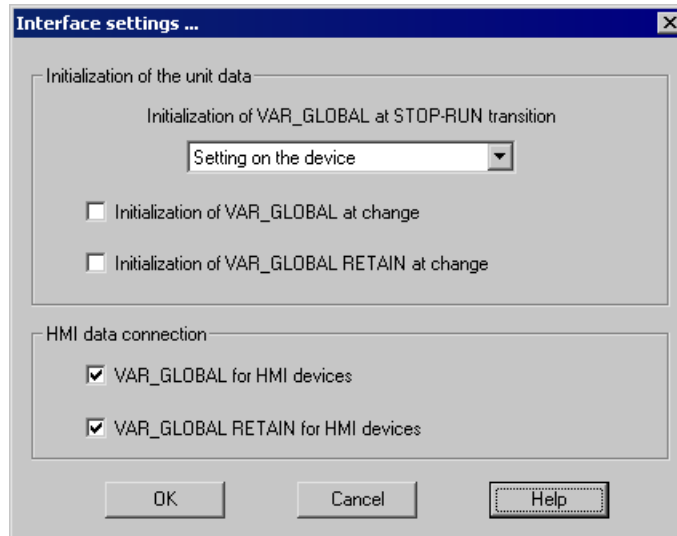 Interface settings ...
Initialization of the unit data
Initialization of VAR_GLOBAL at STOP-RUN transition
Setting on the device
Initialization of VAR_GLOBAL at change
Initialization of VAR_GLOBAL RETAIN at change
HMI data connection
VAR_GLOBAL for HMI devices
VAR_GLOBAL RETAIN for HMI devices
OK Cancel Help